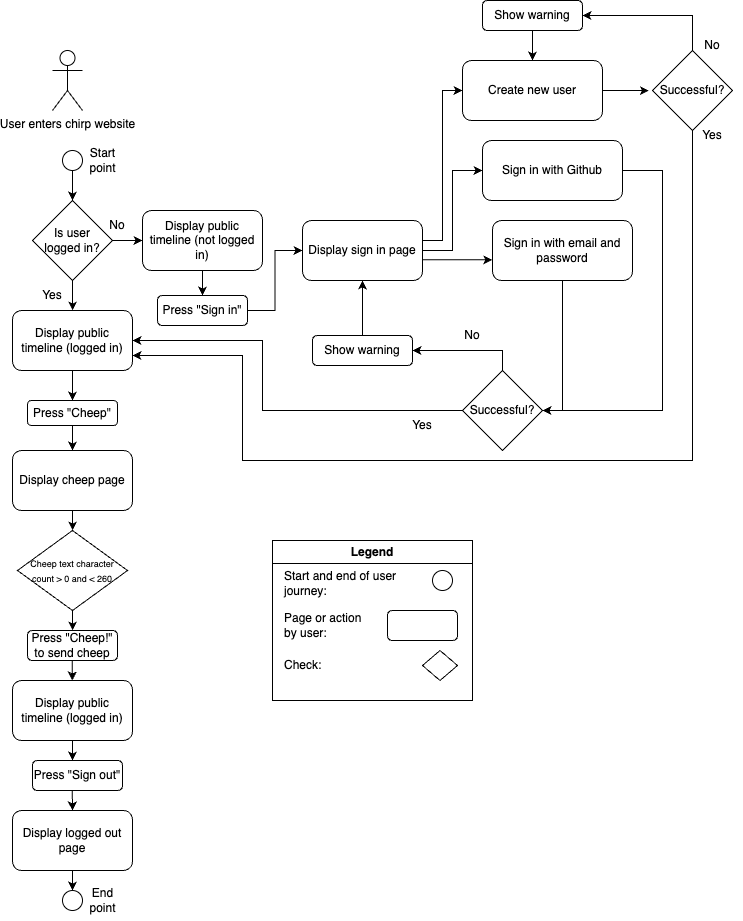 Show warning
No
Create new user
Successful?
Yes
User enters chirp website
Start
point
Sign in with Github
Is user
logged in?
No
Display public
timeline (not logged
in)
Display sign in page
Sign in with email and
password
Yes
Press "Sign in"
Display public
timeline (logged in)
Show warning
No
Press "Cheep"
Successful?
Yes
Display cheep page
Cheep text character
count > 0 and < 260
Press "Cheep!"
to send cheep
Display public
timeline (logged in)
Press "Sign out"
Display logged out
page
End
point
Legend
Start and end of user
journey:
Page or action
by user:
Check: